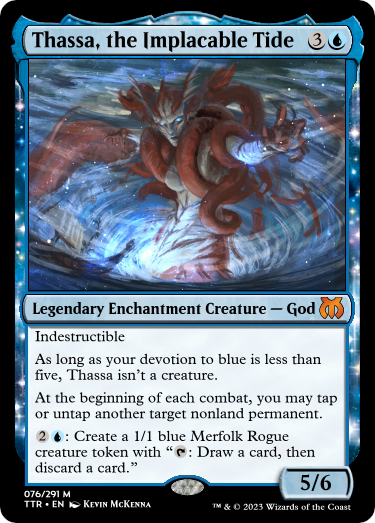 Thassa, the Implacable Tide 3
Legendary Enchantment Creature — God
Indestructible
As long as your devotion to blue is less than
five, Thassa isn't a creature.
At the beginning of each combat, you may tap
or untap another target nonland permanent.
2: Create a 1/1 blue Merfolk Rogue
creature token with “: Draw a card, then
discard a card.”
5/6
076/291 M
TTR • EN Kevin McKenna
™ & © 2023 Wizards of the Coast